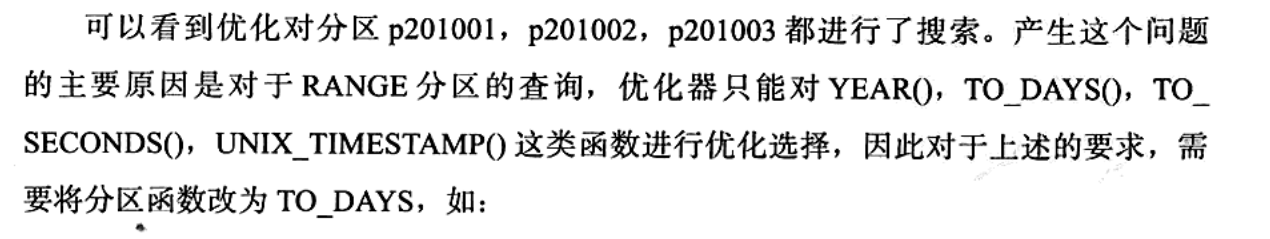 可以看到优化对分区 p201001，p201002，p201003 都进行了搜索。产生这个问题
的主要原因是对于 RANGE 分区的查询，优化器只能对 YEAR()，TO_DAYS()，TO_
SECONDS()，UNIX_TIMESTAMP() 这类函数进行优化选择，因此对于上述的要求，需
要将分区函数改为 TO_DAYS，如：